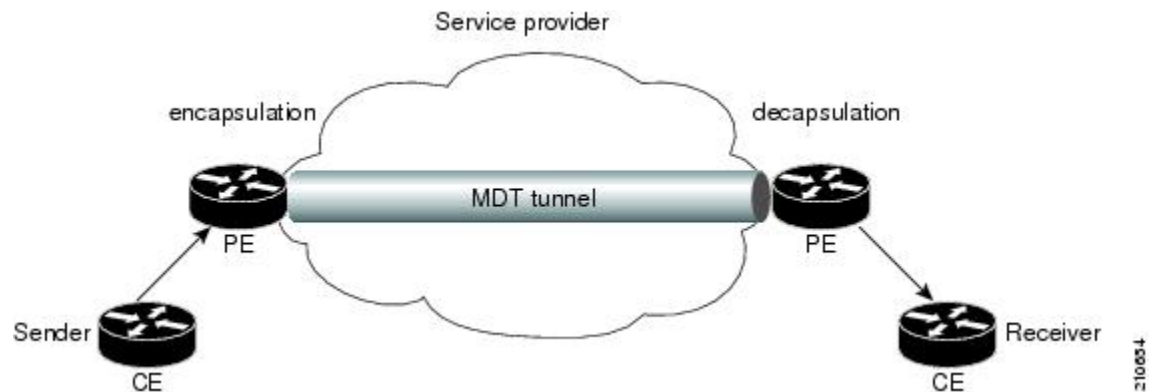 Service provider
encapsulation
decapsulation
MDT tunnel
PE
PE
Sender
Receiver
CE
CE
210654